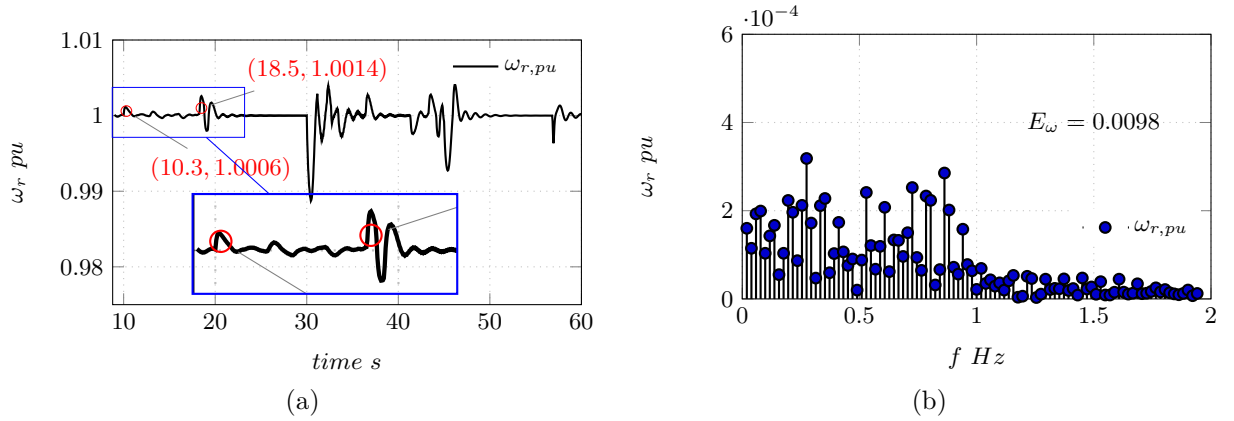 1.01
1
0.99
0.98
ω_r pu
10 20 30 40 50 60
time s
ω_{r,pu}
(18.5, 1.0014)
(10.3, 1.0006)
(a)
·10^{−4}
6
4
2
0
ω_r pu
0 0.5 1 1.5 2
f Hz
E_ω = 0.0098
ω_{r,pu}
(b)